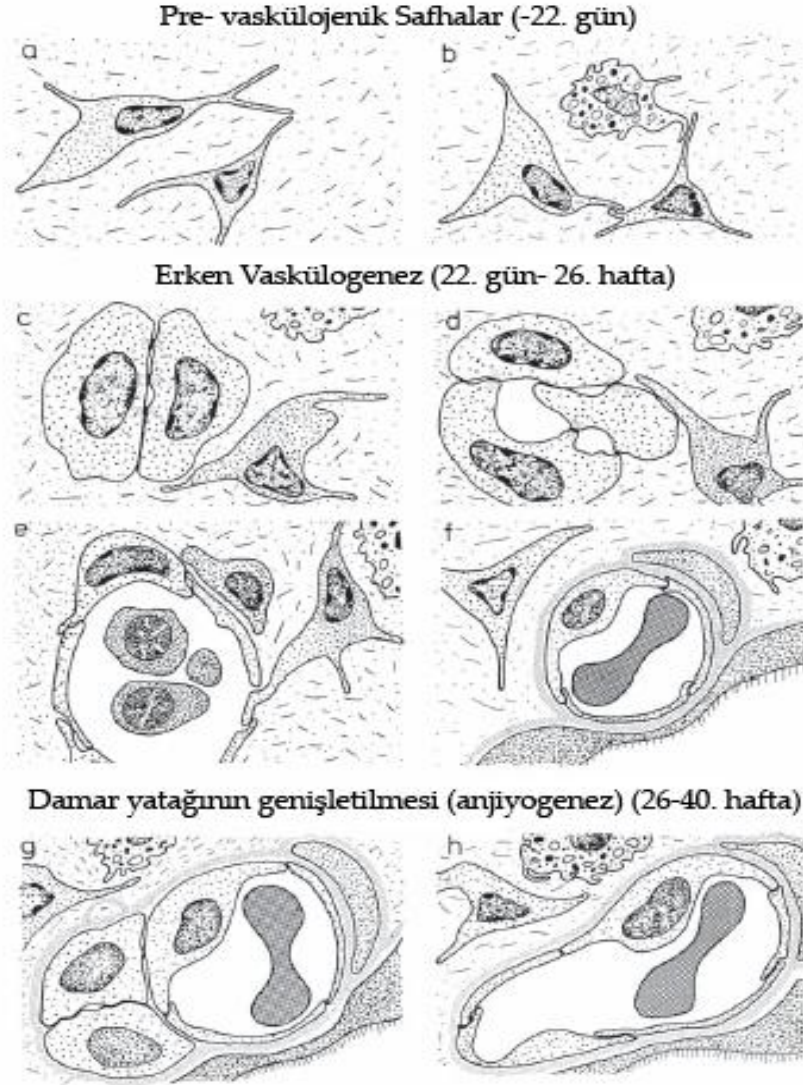 Pre- vaskülojenik Safhalar (-22. gün)
a
b
Erken Vaskülogenez (22. gün- 26. hafta)
c
d
e
f
Damar yatağının genişletilmesi (anjiyogenez) (26-40. hafta)
g
h